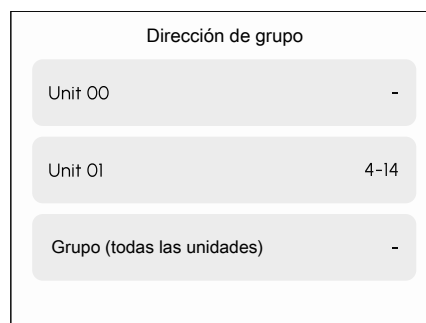 Dirección de grupo
Unit 00 -
Unit 01 4-14
Grupo (todas las unidades) -